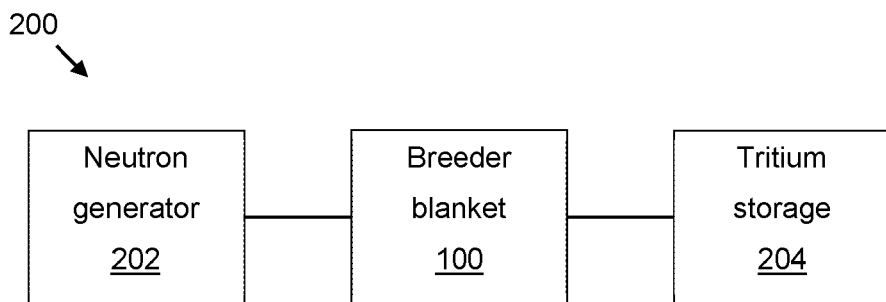 200
Neutron
generator
202
Breeder
blanket
100
Tritium
storage
204